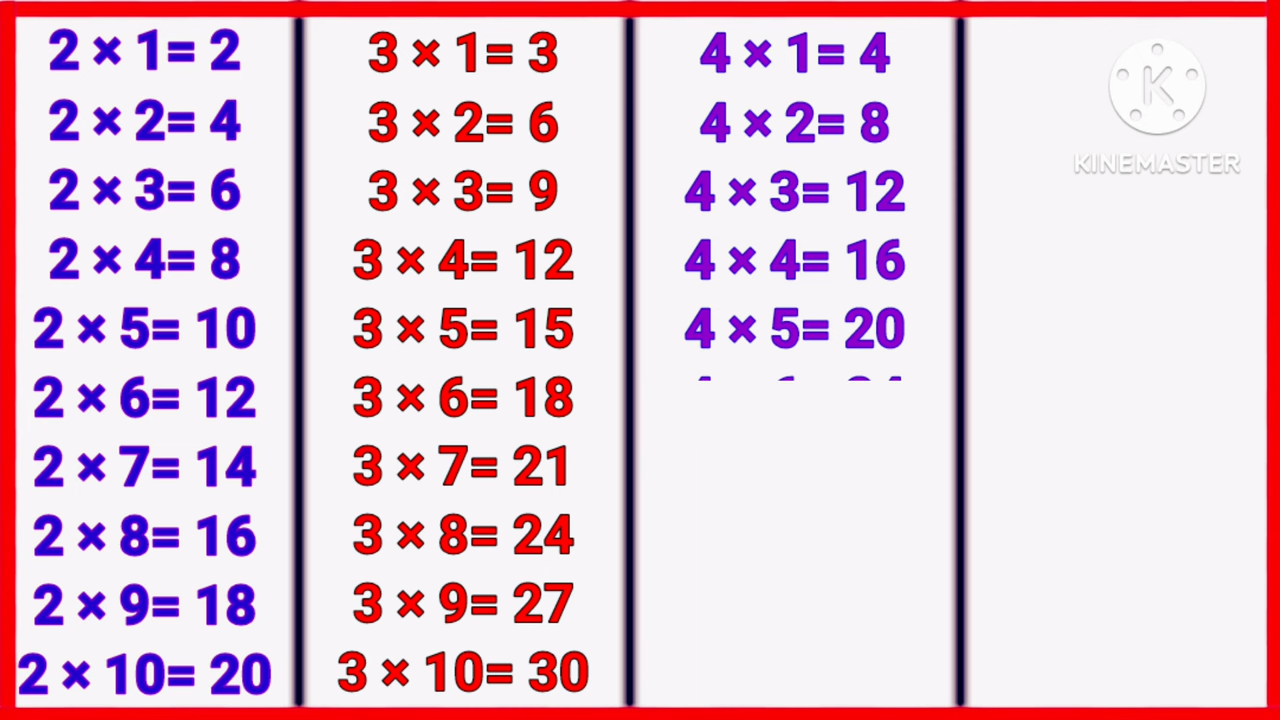 2 × 1= 2
2 × 2= 4
2 × 3= 6
2 × 4= 8
2 × 5= 10
2 × 6= 12
2 × 7= 14
2 × 8= 16
2 × 9= 18
2 × 10= 20
3 × 1= 3
3 × 2= 6
3 × 3= 9
3 × 4= 12
3 × 5= 15
3 × 6= 18
3 × 7= 21
3 × 8= 24
3 × 9= 27
3 × 10= 30
4 × 1= 4
4 × 2= 8
4 × 3= 12
4 × 4= 16
4 × 5= 20
K
KINEMASTER